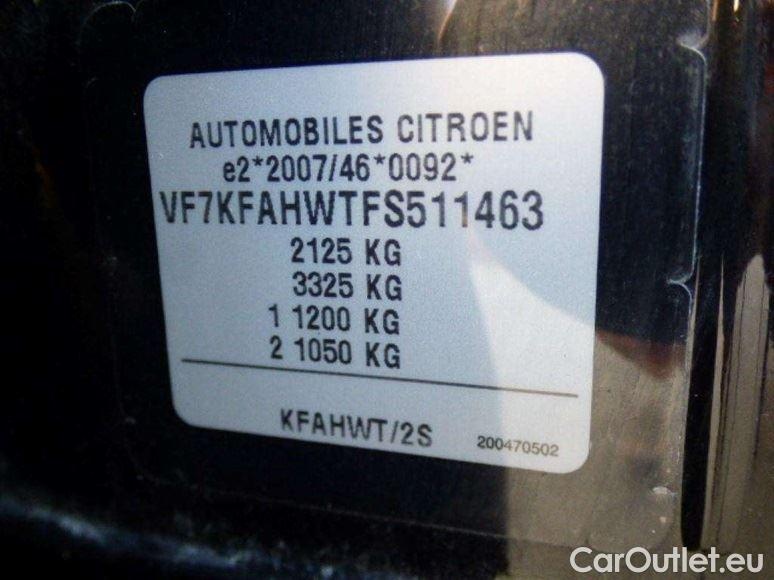 AUTOMOBILES CITROEN
e2*2007/46*0092*
VF7KFAHWTFS511463
2125 KG
3325 KG
1 1200 KG
2 1050 KG
KFAHWT/2S
200470502
CarOutlet.eu